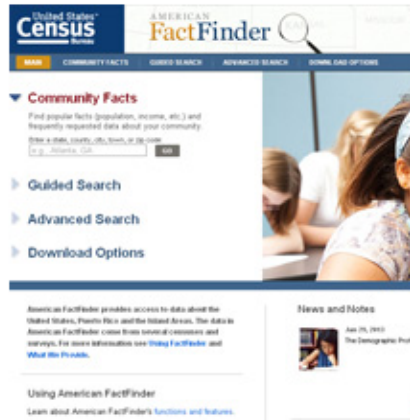 United States®
Census
Bureau
AMERICAN
FactFinder
MAIN COMMUNITY FACTS GUIDED SEARCH ADVANCED SEARCH DOWNLOAD OPTIONS
Community Facts
Find popular facts (population, income, etc.) and
frequently requested data about your community.
Enter a state, county, city, town, or zip code:
e.g., Atlanta, GA GO
Guided Search
Advanced Search
Download Options
American FactFinder provides access to data about the
United States, Puerto Rico and the Island Areas. The data in
American FactFinder come from several censuses and
surveys. For more information see Using FactFinder and
What We Provide.
Using American FactFinder
Learn about American FactFinder's functions and features.
News and Notes
Jan 29, 2013
The Demographic Prof